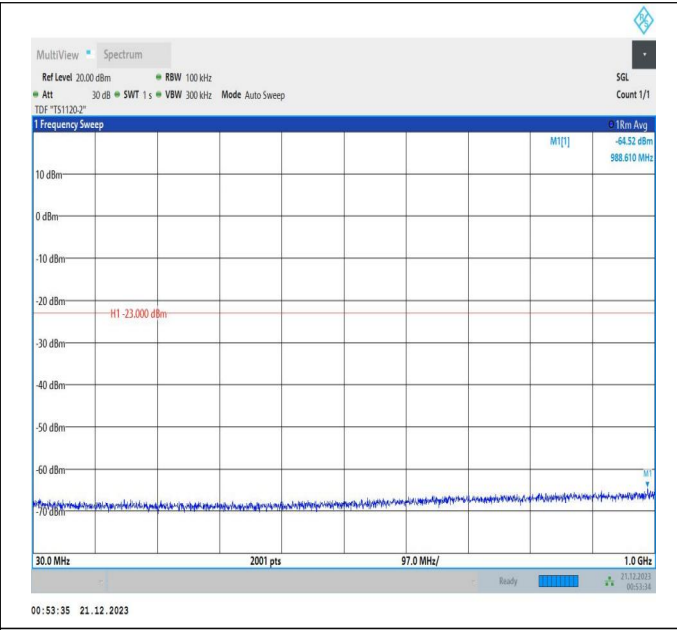 R S
MultiView Spectrum
Ref Level 20.00 dBm RBW 100 kHz SGL
Att 30 dB SWT 1 s VBW 300 kHz Mode Auto Sweep Count 1/1
TDF "TS1120-2"
1 Frequency Sweep 1Rm Avg
M1[1] -64.52 dBm
988.610 MHz
10 dBm
0 dBm
-10 dBm
-20 dBm
H1 -23.000 dBm
-30 dBm
-40 dBm
-50 dBm
-60 dBm
M1
-70 dBm
30.0 MHz 2001 pts 97.0 MHz/ 1.0 GHz
Ready 21.12.2023
00:53:34
00:53:35 21.12.2023